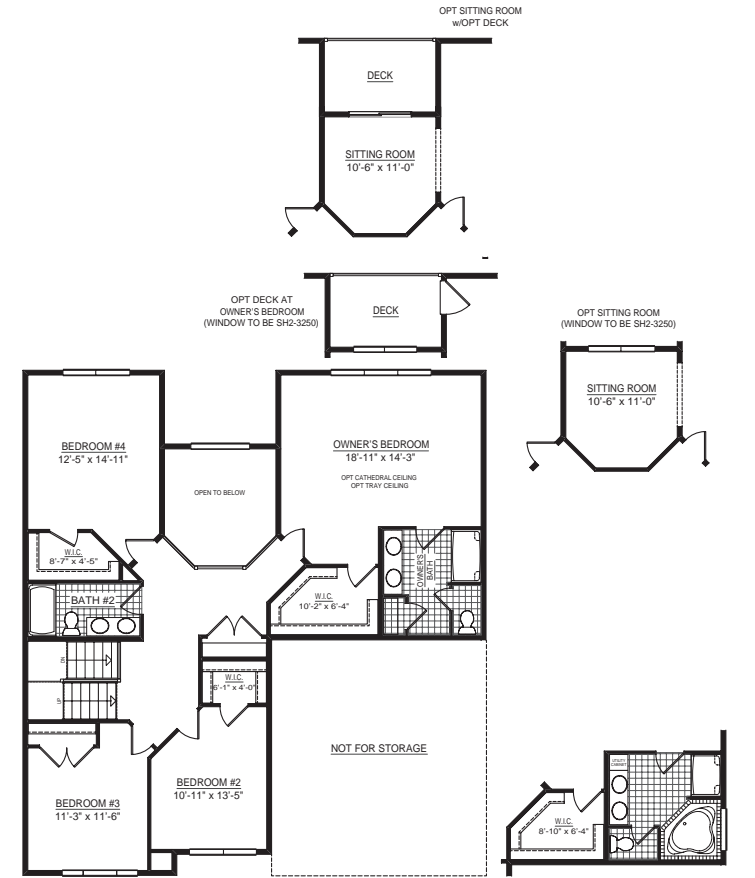 OPT SITTING ROOM
w/OPT DECK
DECK
SITTING ROOM
10'-6" x 11'-0"
OPT DECK AT
OWNER'S BEDROOM
(WINDOW TO BE SH2-3250)
DECK
OPT SITTING ROOM
(WINDOW TO BE SH2-3250)
SITTING ROOM
10'-6" x 11'-0"
BEDROOM #4
12'-5" x 14'-11"
OPEN TO BELOW
OWNER'S BEDROOM
18'-11" x 14'-3"
OPT CATHEDRAL CEILING
OPT TRAY CEILING
W.I.C.
8'-7" x 4'-5"
OWNER'S
BATH
BATH #2
W.I.C.
10'-2" x 6'-4"
DN
UP
W.I.C.
6'-1" x 4'-0"
NOT FOR STORAGE
BEDROOM #2
10'-11" x 13'-5"
BEDROOM #3
11'-3" x 11'-6"
UTILITY
CABINET
W.I.C.
8'-10" x 6'-4"